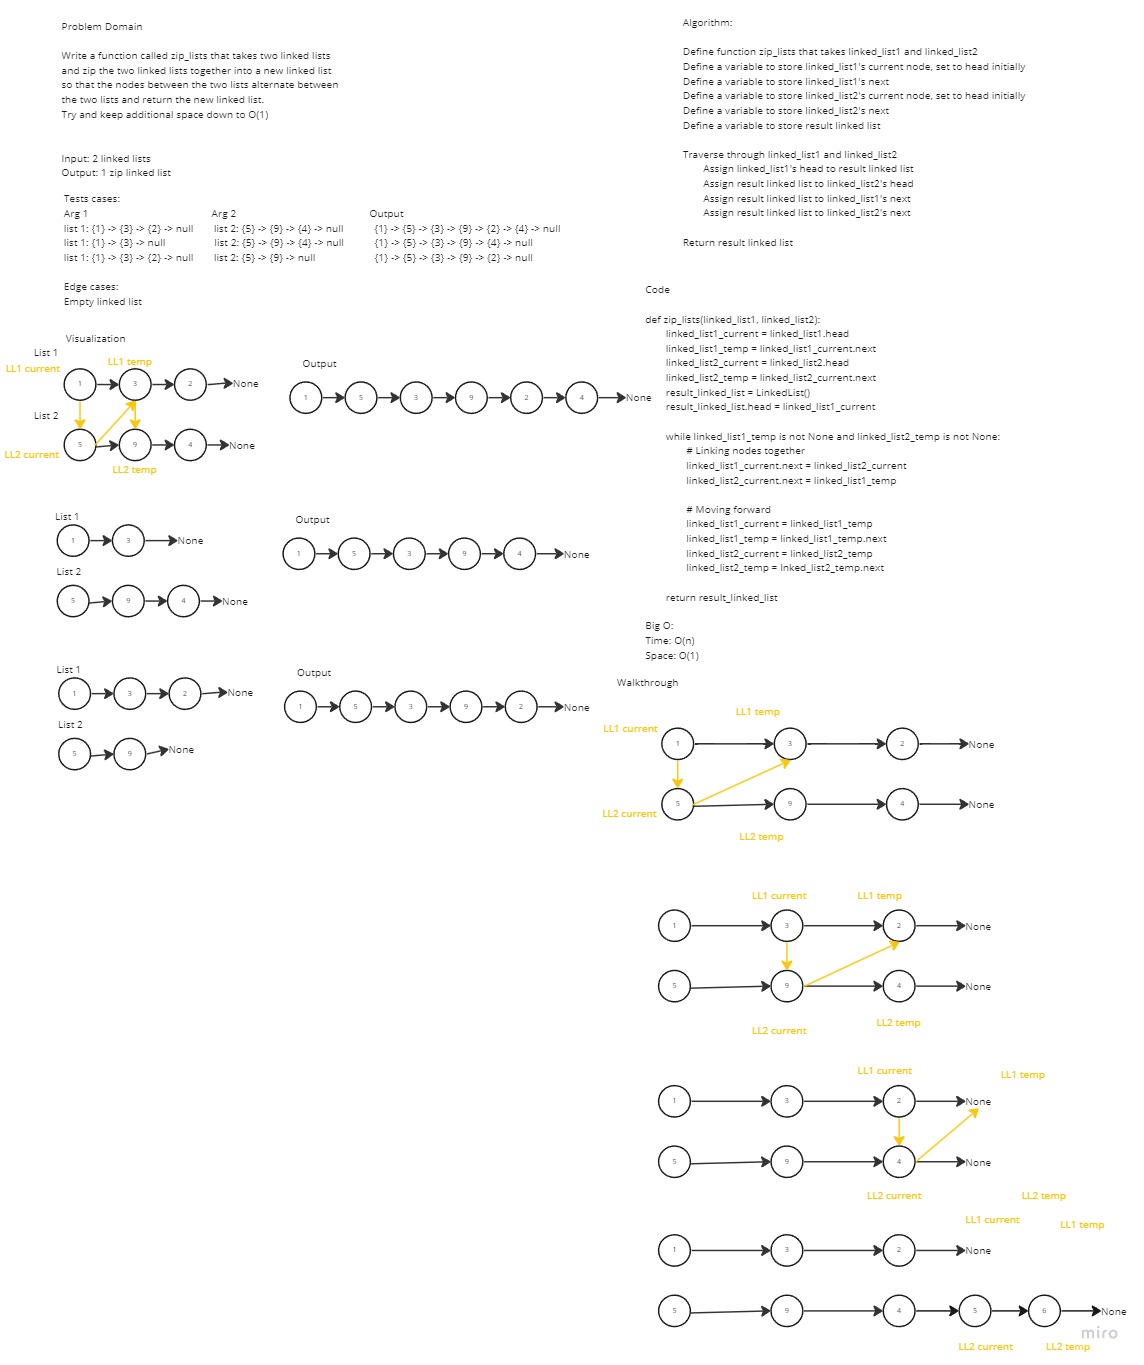 Problem Domain
Write a function called zip_lists that takes two linked lists
and zip the two linked lists together into a new linked list
so that the nodes between the two lists alternate between
the two lists and return the new linked list.
Try and keep additional space down to O(1)
Input: 2 linked lists
Output: 1 zip linked list
Tests cases:
Arg 1 Arg 2 Output
list 1: {1} -> {3} -> {2} -> null list 2: {5} -> {9} -> {4} -> null {1} -> {5} -> {3} -> {9} -> {2} -> {4} -> null
list 1: {1} -> {3} -> null list 2: {5} -> {9} -> {4} -> null {1} -> {5} -> {3} -> {9} -> {4} -> null
list 1: {1} -> {3} -> {2} -> null list 2: {5} -> {9} -> null {1} -> {5} -> {3} -> {9} -> {2} -> null
Edge cases:
Empty linked list
Visualization
List 1
LL1 current LL1 temp
1 3 2 None
List 2
5 9 4 None
LL2 current
LL2 temp
Output
1 5 3 9 2 4 None
List 1
1 3 None
List 2
5 9 4 None
Output
1 5 3 9 4 None
List 1
1 3 2 None
List 2
5 9 None
Output
1 5 3 9 2 None
Algorithm:
Define function zip_lists that takes linked_list1 and linked_list2
Define a variable to store linked_list1's current node, set to head initially
Define a variable to store linked_list1's next
Define a variable to store linked_list2's current node, set to head initially
Define a variable to store linked_list2's next
Define a variable to store result linked list
Traverse through linked_list1 and linked_list2
Assign linked_list1's head to result linked list
Assign result linked list to linked_list2's head
Assign result linked list to linked_list1's next
Assign result linked list to linked_list2's next
Return result linked list
Code
def zip_lists(linked_list1, linked_list2):
linked_list1_current = linked_list1.head
linked_list1_temp = linked_list1_current.next
linked_list2_current = linked_list2.head
linked_list2_temp = linked_list2_current.next
result_linked_list = LinkedList()
result_linked_list.head = linked_list1_current
while linked_list1_temp is not None and linked_list2_temp is not None:
# Linking nodes together
linked_list1_current.next = linked_list2_current
linked_list2_current.next = linked_list1_temp
# Moving forward
linked_list1_current = linked_list1_temp
linked_list1_temp = linked_list1_temp.next
linked_list2_current = linked_list2_temp
linked_list2_temp = lnked_list2_temp.next
return result_linked_list
Big O:
Time: O(n)
Space: O(1)
Walkthrough
LL1 current LL1 temp
1 3 2 None
5 9 4 None
LL2 current LL2 temp
LL1 current LL1 temp
1 3 2 None
5 9 4 None
LL2 current LL2 temp
LL1 current LL1 temp
1 3 2 None
5 9 4 None
LL2 current LL2 temp
LL1 current LL1 temp
1 3 2 None
5 9 4 5 6 None
LL2 current LL2 temp
miro